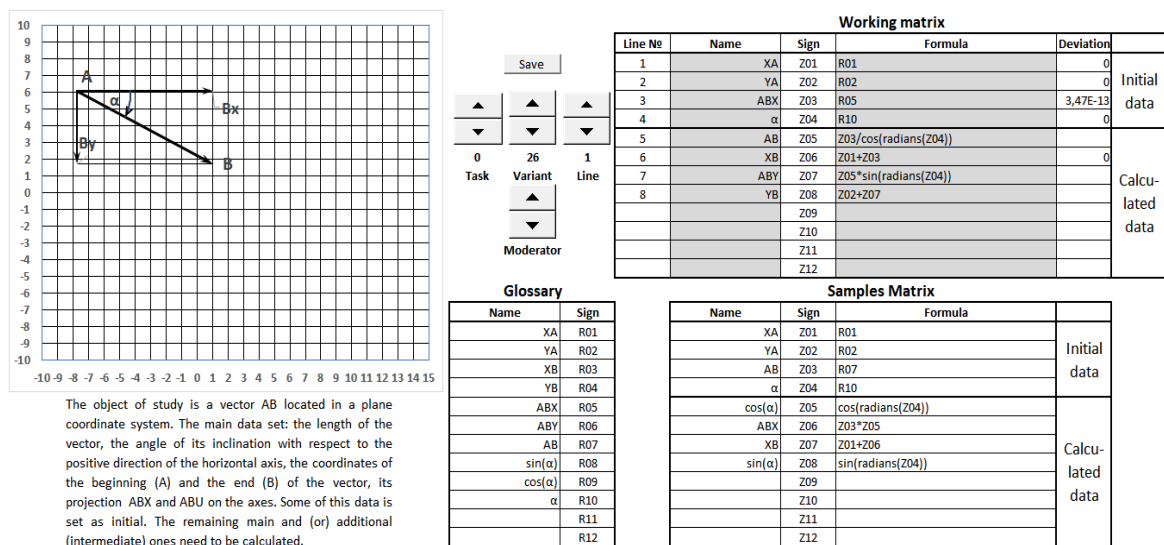 10
9
8
7
6
5
4
3
2
1
0
-1
-2
-3
-4
-5
-6
-7
-8
-9
-10
-10 -9 -8 -7 -6 -5 -4 -3 -2 -1 0 1 2 3 4 5 6 7 8 9 10 11 12 13 14 15
A
α
Bx
By
B
The object of study is a vector AB located in a plane
coordinate system. The main data set: the length of the
vector, the angle of its inclination with respect to the
positive direction of the horizontal axis, the coordinates of
the beginning (A) and the end (B) of the vector, its
projection ABX and ABU on the axes. Some of this data is
set as initial. The remaining main and (or) additional
(intermediate) ones need to be calculated.
Save
0 26 1
Task Variant Line
Moderator
Working matrix
Line № Name Sign Formula Deviation
1 XA Z01 R01 0
2 YA Z02 R02 0
3 ABX Z03 R05 3,47E-13
4 α Z04 R10 0
Initial
data
5 AB Z05 Z03/cos(radians(Z04))
6 XB Z06 Z01+Z03 0
7 ABY Z07 Z05*sin(radians(Z04))
8 YB Z08 Z02+Z07
Z09
Z10
Z11
Z12
Calcu-
lated
data
Glossary
Name Sign
XA R01
YA R02
XB R03
YB R04
ABX R05
ABY R06
AB R07
sin(α) R08
cos(α) R09
α R10
R11
R12
Samples Matrix
Name Sign Formula
XA Z01 R01
YA Z02 R02
AB Z03 R07
α Z04 R10
Initial
data
cos(α) Z05 cos(radians(Z04))
ABX Z06 Z03*Z05
XB Z07 Z01+Z06
sin(α) Z08 sin(radians(Z04))
Z09
Z10
Z11
Z12
Calcu-
lated
data